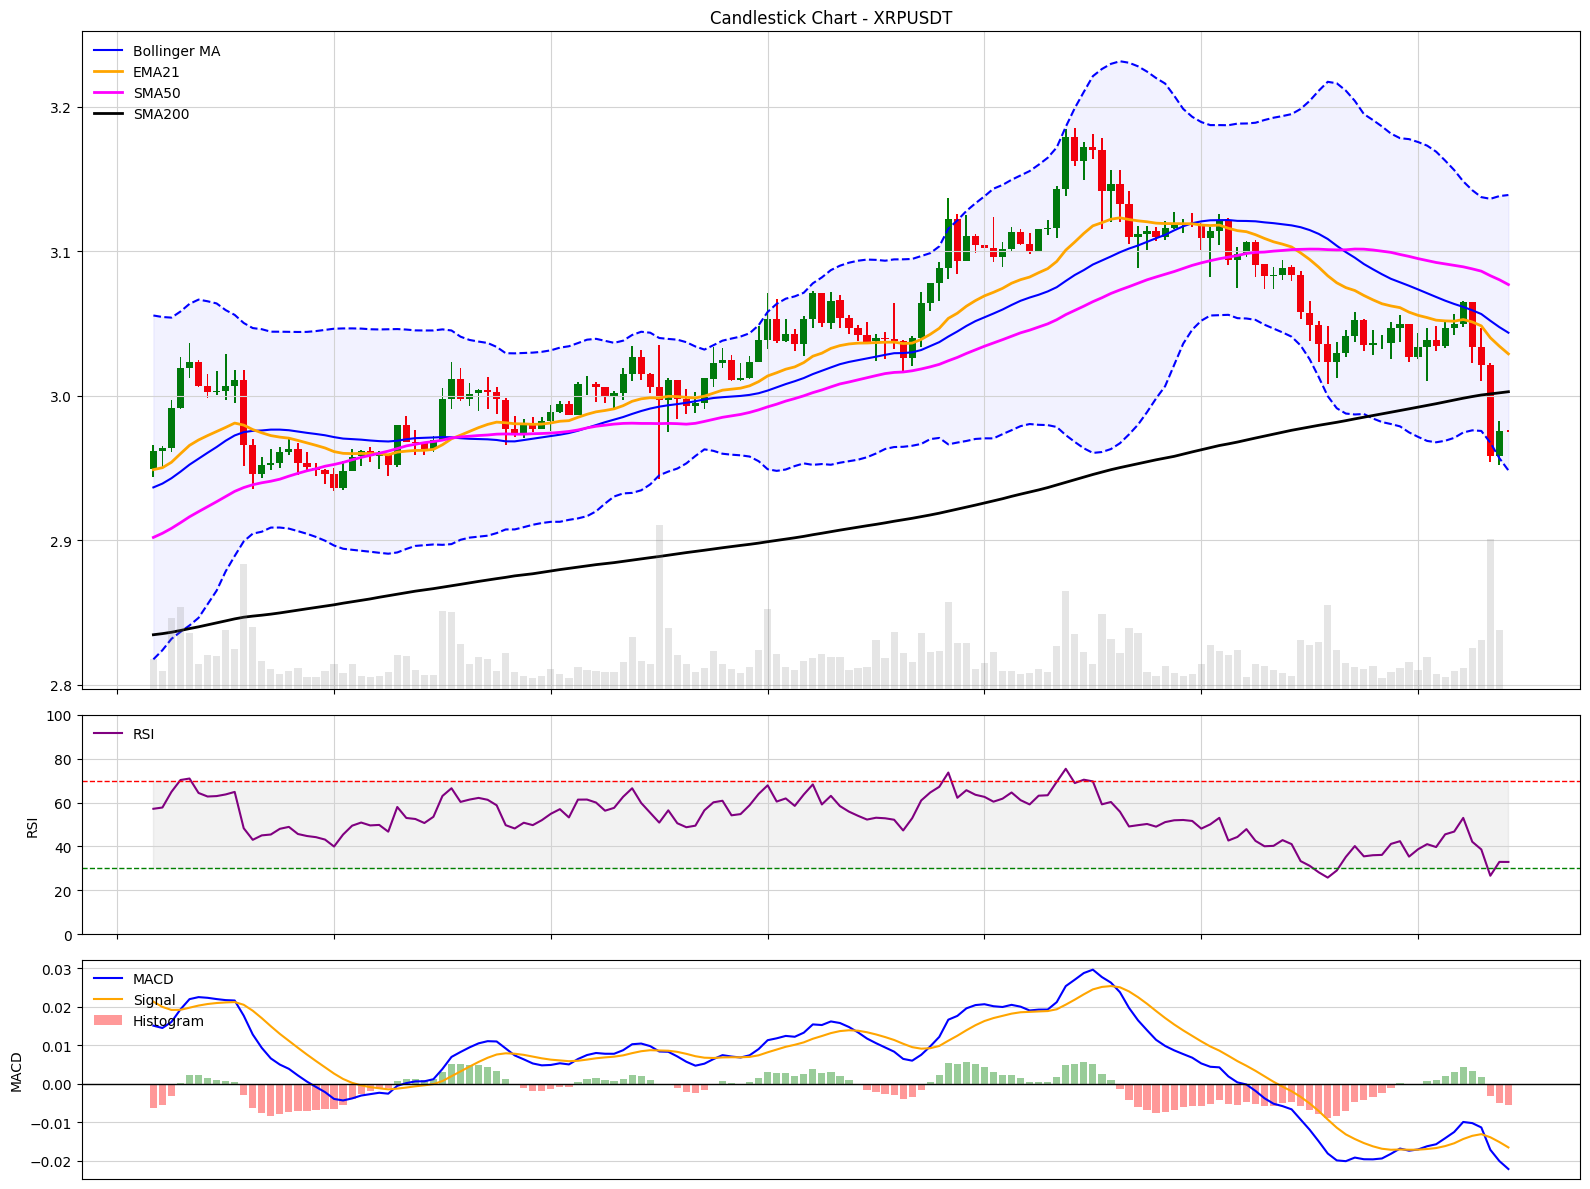 Candlestick Chart - XRPUSDT
Bollinger MA
EMA21
SMA50
SMA200
3.2
3.1
3.0
2.9
2.8
100
80
60
40
20
0
RSI
RSI
0.03
0.02
0.01
0.00
−0.01
−0.02
MACD
MACD
Signal
Histogram